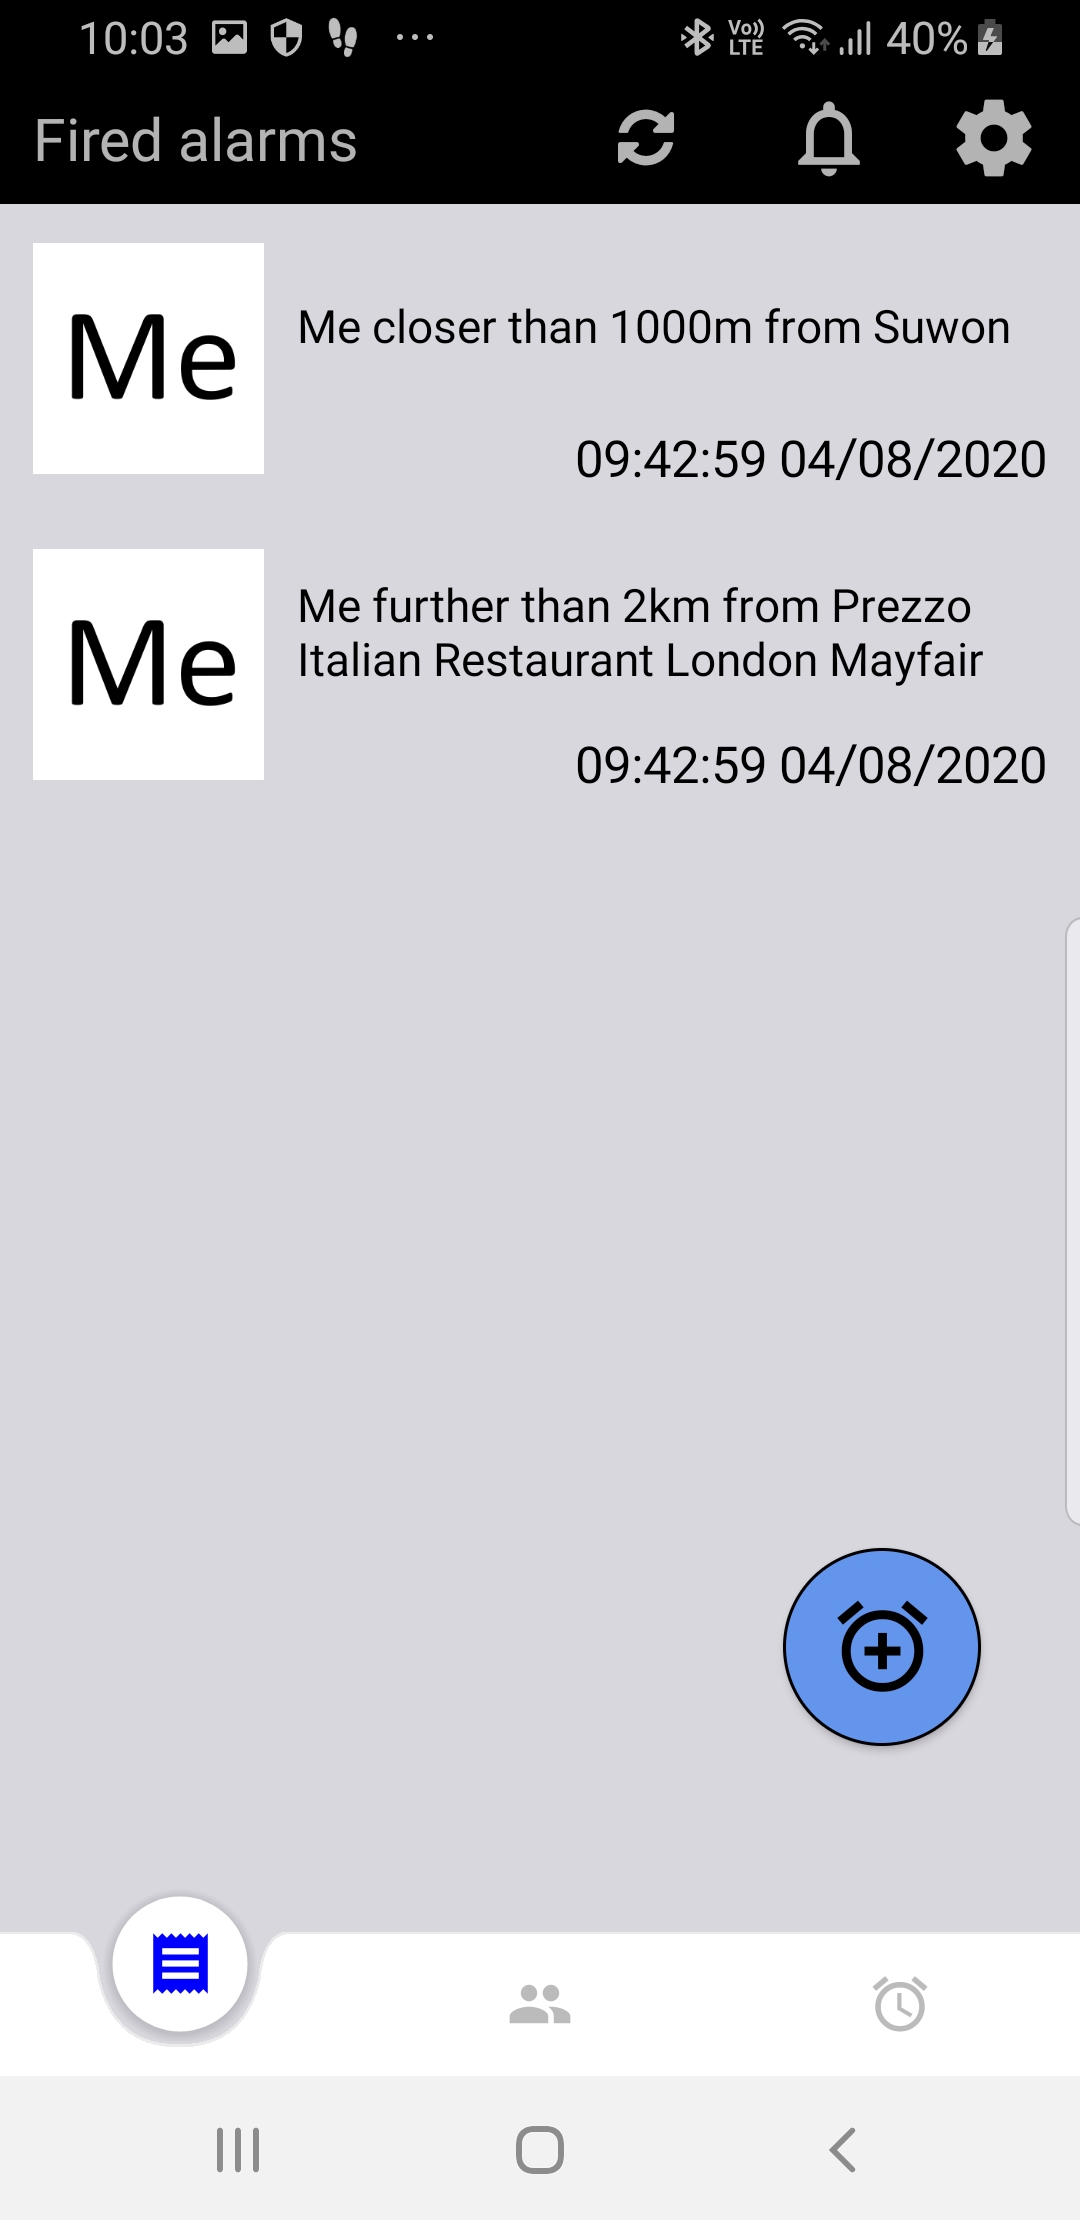 10:03
Vo)) LTE
40%
Fired alarms
Me
Me closer than 1000m from Suwon
09:42:59 04/08/2020
Me
Me further than 2km from Prezzo
Italian Restaurant London Mayfair
09:42:59 04/08/2020